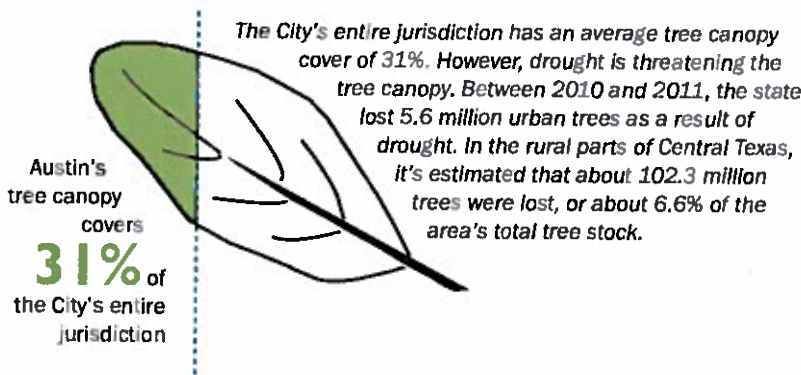 The City's entire jurisdiction has an average tree canopy
cover of 31%. However, drought is threatening the
tree canopy. Between 2010 and 2011, the state
lost 5.6 million urban trees as a result of
drought. In the rural parts of Central Texas,
it's estimated that about 102.3 million
trees were lost, or about 6.6% of the
area's total tree stock.
Austin's
tree canopy
covers
31% of
the City's entire
jurisdiction